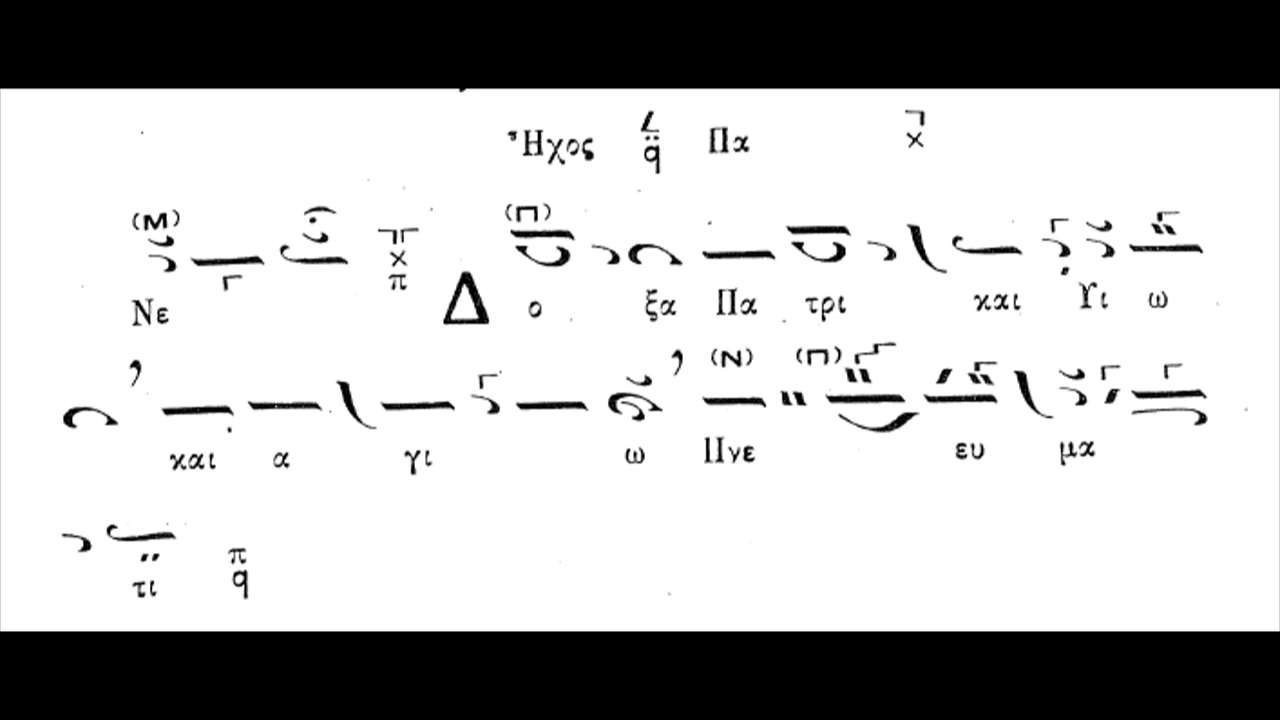 Ἦχος q̈ Πα Γ χ
(Μ) (Π) Νε χ π Δ ο ξα Πα τρι και Υι ω
(Ν) (Π) και α γι ω Πνε ευ μα
τι π q